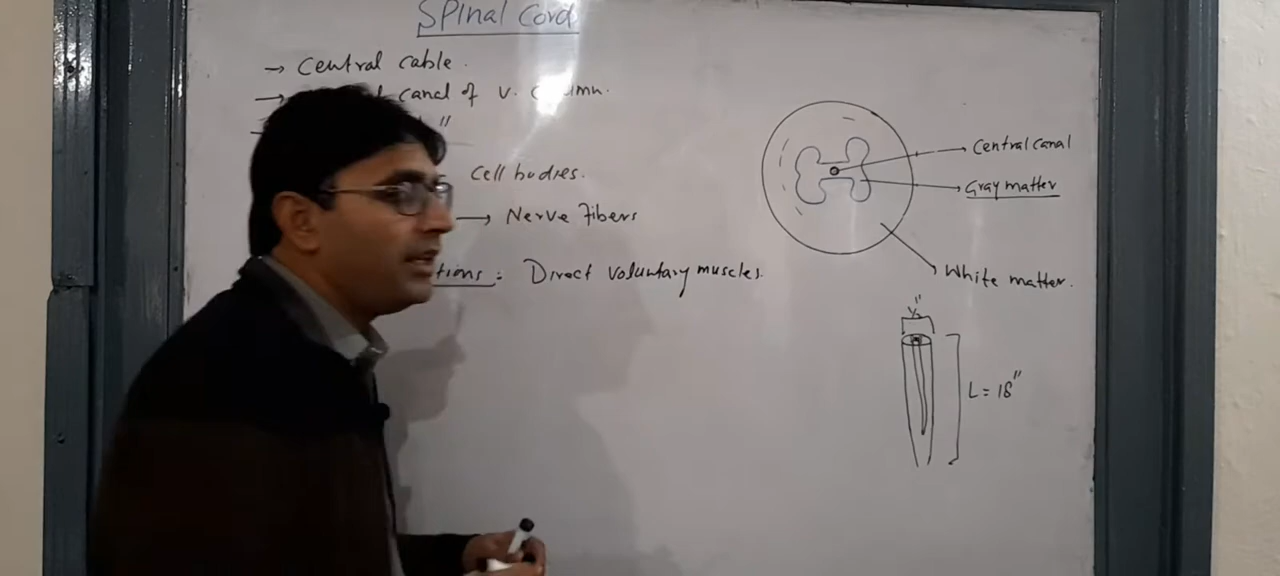 Spinal Cord
→ Central cable.
→ canal of v.
"
Cell bodies.
→ Nerve fibers
: Direct voluntary muscles.
Central canal
Gray matter
White matter.
L = 18"